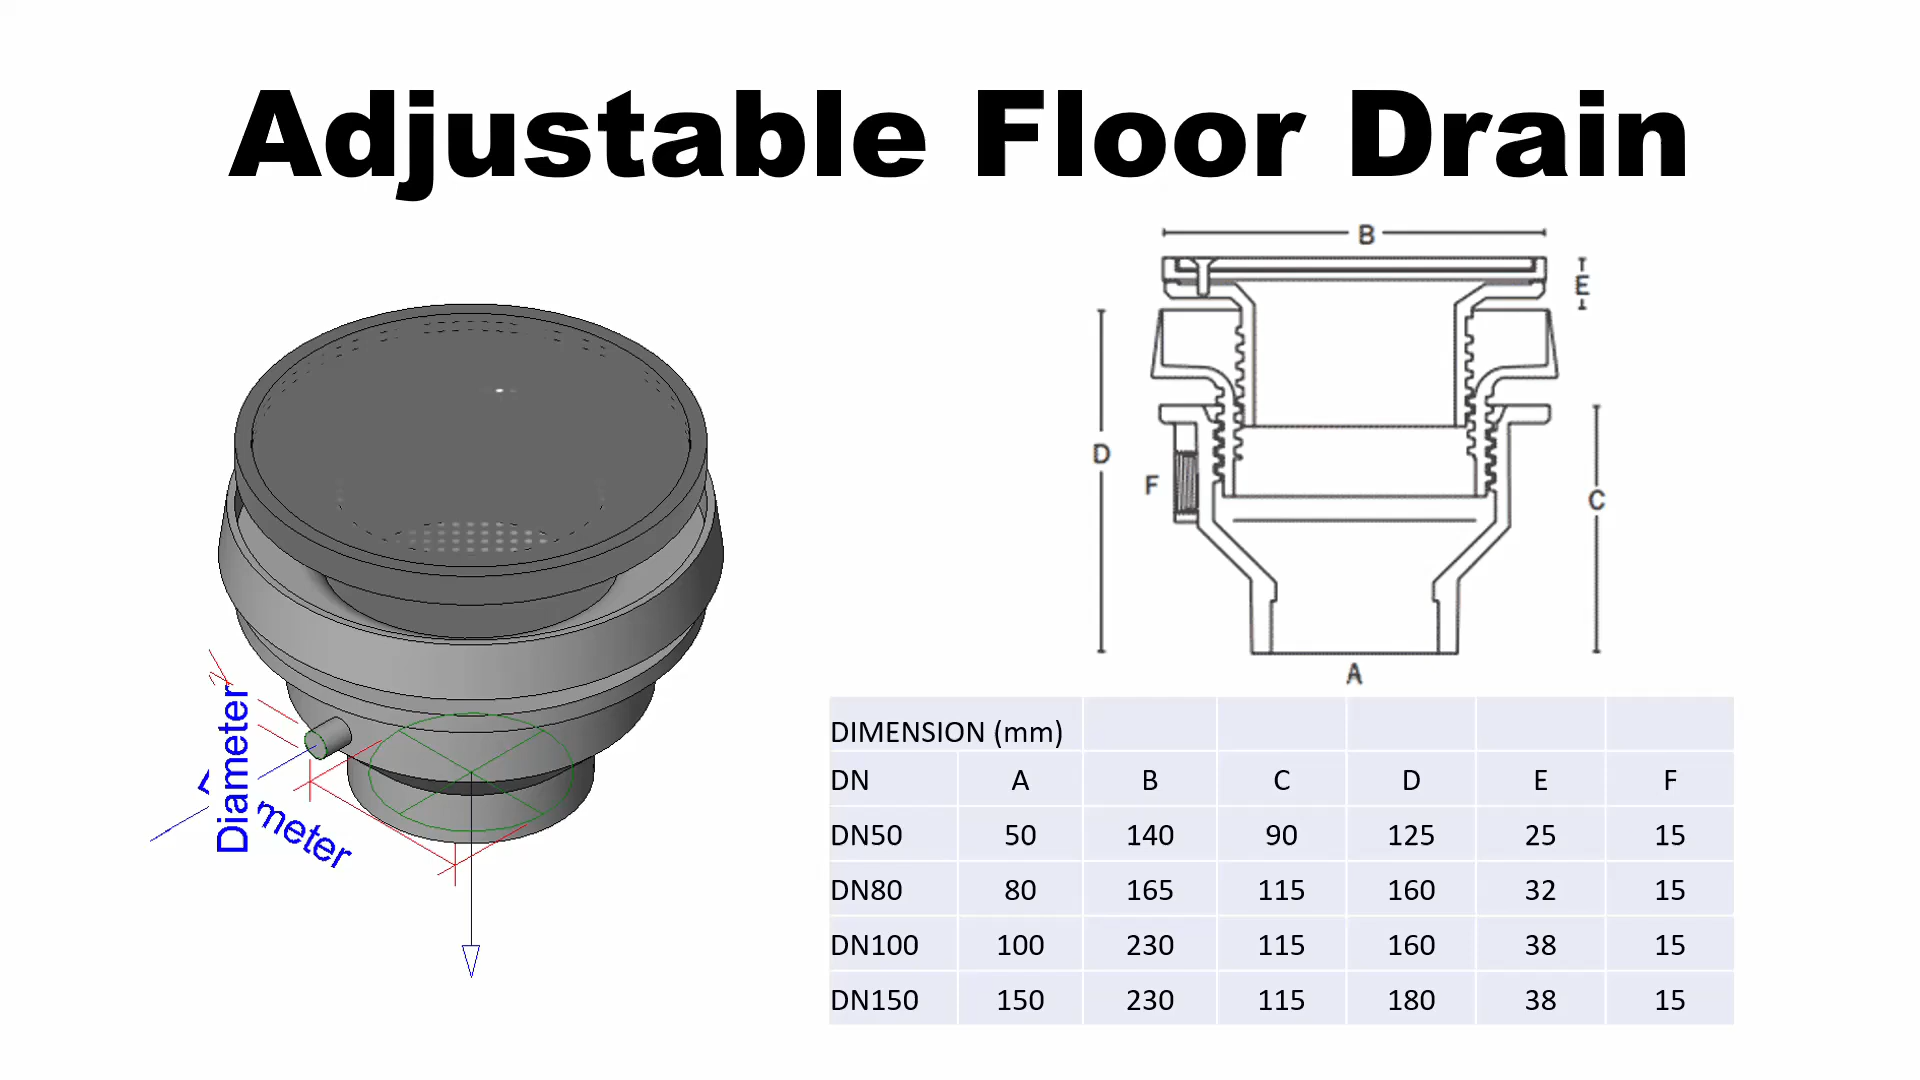 Adjustable Floor Drain
B
E
D
F
C
A
Diameter
meter
DIMENSION (mm)
DN A B C D E F
DN50 50 140 90 125 25 15
DN80 80 165 115 160 32 15
DN100 100 230 115 160 38 15
DN150 150 230 115 180 38 15